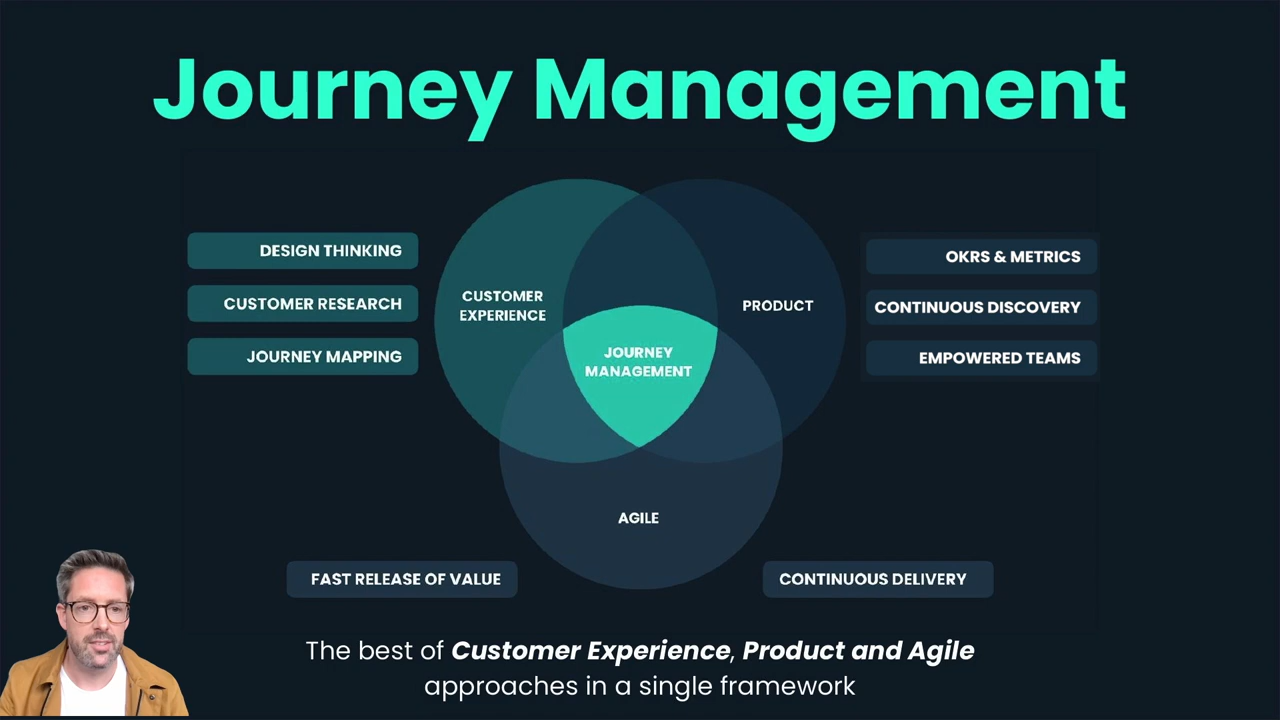 Journey Management
DESIGN THINKING
CUSTOMER RESEARCH
JOURNEY MAPPING
CUSTOMER
EXPERIENCE
PRODUCT
JOURNEY
MANAGEMENT
AGILE
OKRS & METRICS
CONTINUOUS DISCOVERY
EMPOWERED TEAMS
FAST RELEASE OF VALUE
CONTINUOUS DELIVERY
The best of Customer Experience, Product and Agile
approaches in a single framework